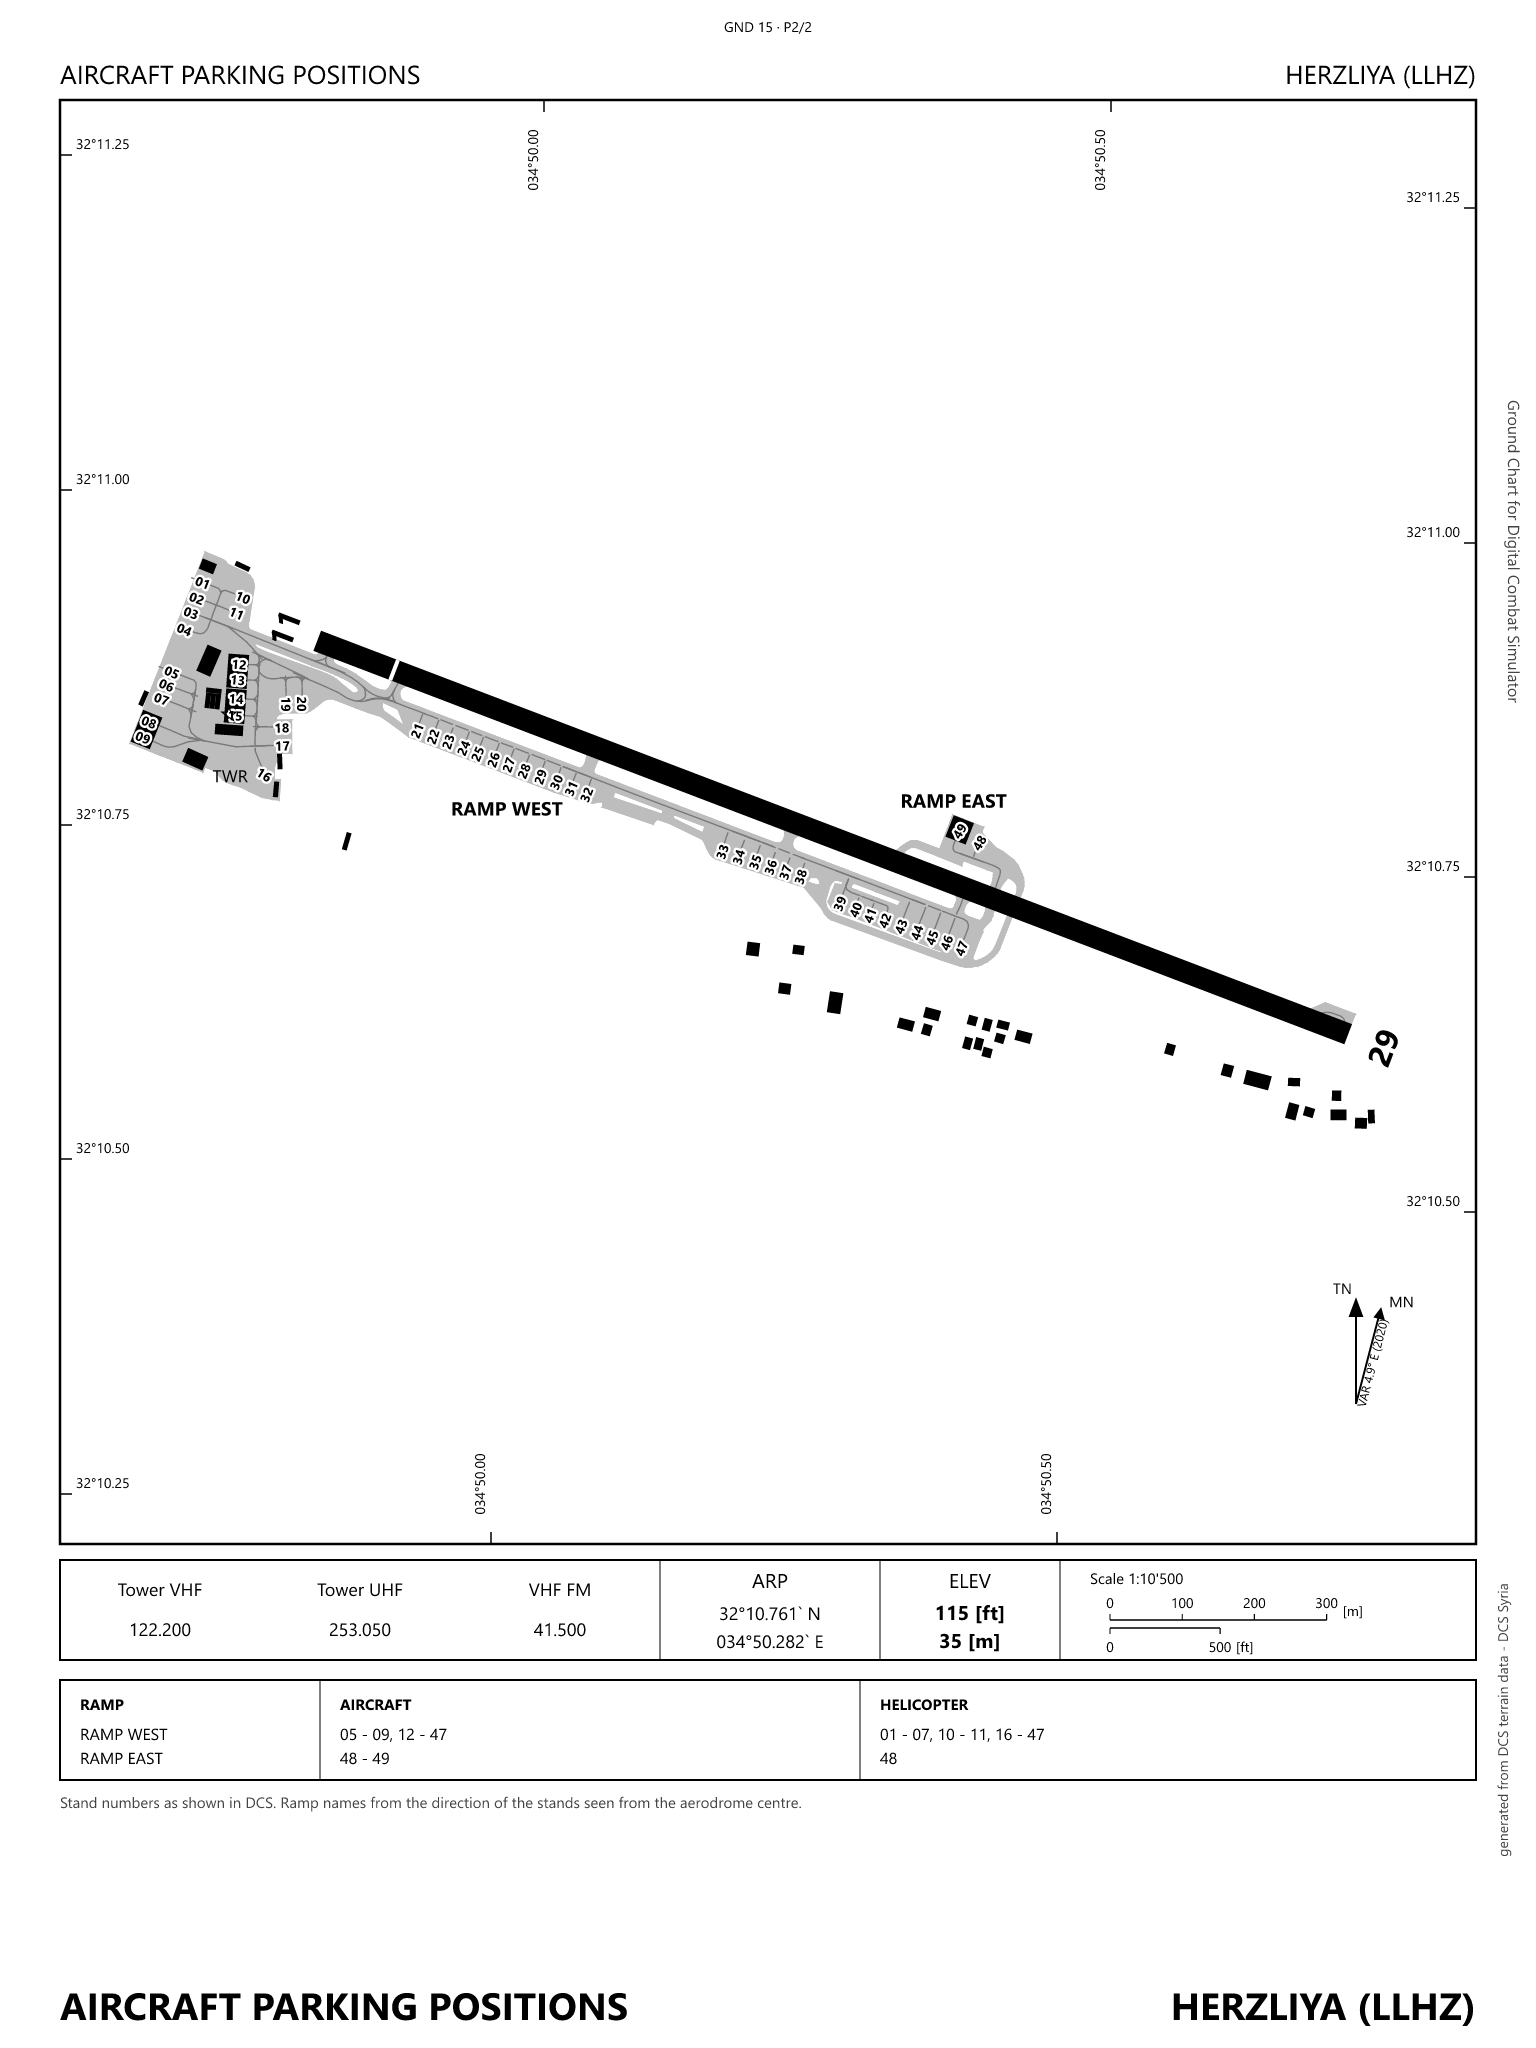 GND 15 · P2/2
AIRCRAFT PARKING POSITIONS
HERZLIYA (LLHZ)
034°50.00
034°50.50
32°11.25
32°11.25
32°11.00
32°11.00
Ground Chart for Digital Combat Simulator
01
02
03
04
10
11
11
05
06
07
08
09
12
13
14
15
19
20
18
17
16
TWR
21
22
23
24
25
26
27
28
29
30
31
32
RAMP WEST
RAMP EAST
49
48
33
34
35
36
37
38
39
40
41
42
43
44
45
46
47
29
32°10.75
32°10.75
32°10.50
32°10.50
TN
MN
VAR 4.9° E (2020)
32°10.25
034°50.00
034°50.50
Tower VHF
122.200
Tower UHF
253.050
VHF FM
41.500
ARP
32°10.761` N
034°50.282` E
ELEV
115 [ft]
35 [m]
Scale 1:10'500
0 100 200 300 [m]
0 500 [ft]
RAMP AIRCRAFT HELICOPTER
RAMP WEST 05 - 09, 12 - 47 01 - 07, 10 - 11, 16 - 47
RAMP EAST 48 - 49 48
Stand numbers as shown in DCS. Ramp names from the direction of the stands seen from the aerodrome centre.
generated from DCS terrain data - DCS Syria
AIRCRAFT PARKING POSITIONS
HERZLIYA (LLHZ)